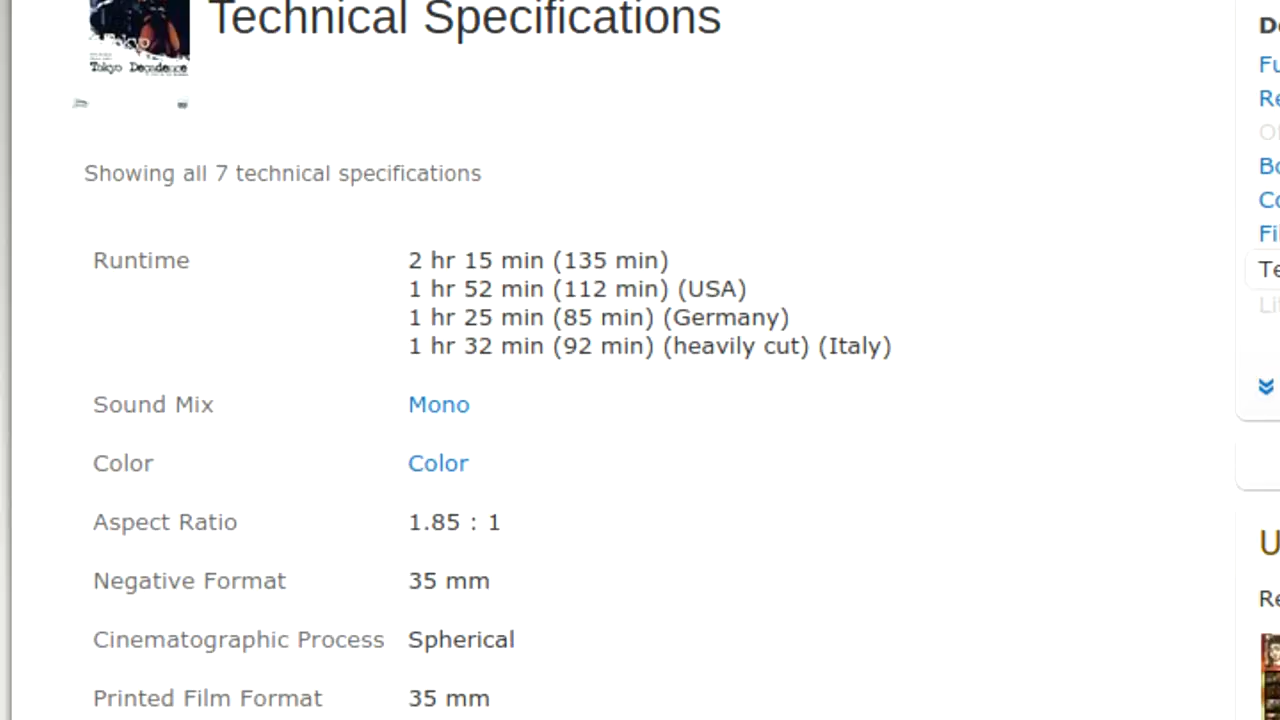 Technical Specifications
Tokyo
Tokyo Decadence
Showing all 7 technical specifications
Runtime 2 hr 15 min (135 min)
1 hr 52 min (112 min) (USA)
1 hr 25 min (85 min) (Germany)
1 hr 32 min (92 min) (heavily cut) (Italy)
Sound Mix Mono
Color Color
Aspect Ratio 1.85 : 1
Negative Format 35 mm
Cinematographic Process Spherical
Printed Film Format 35 mm